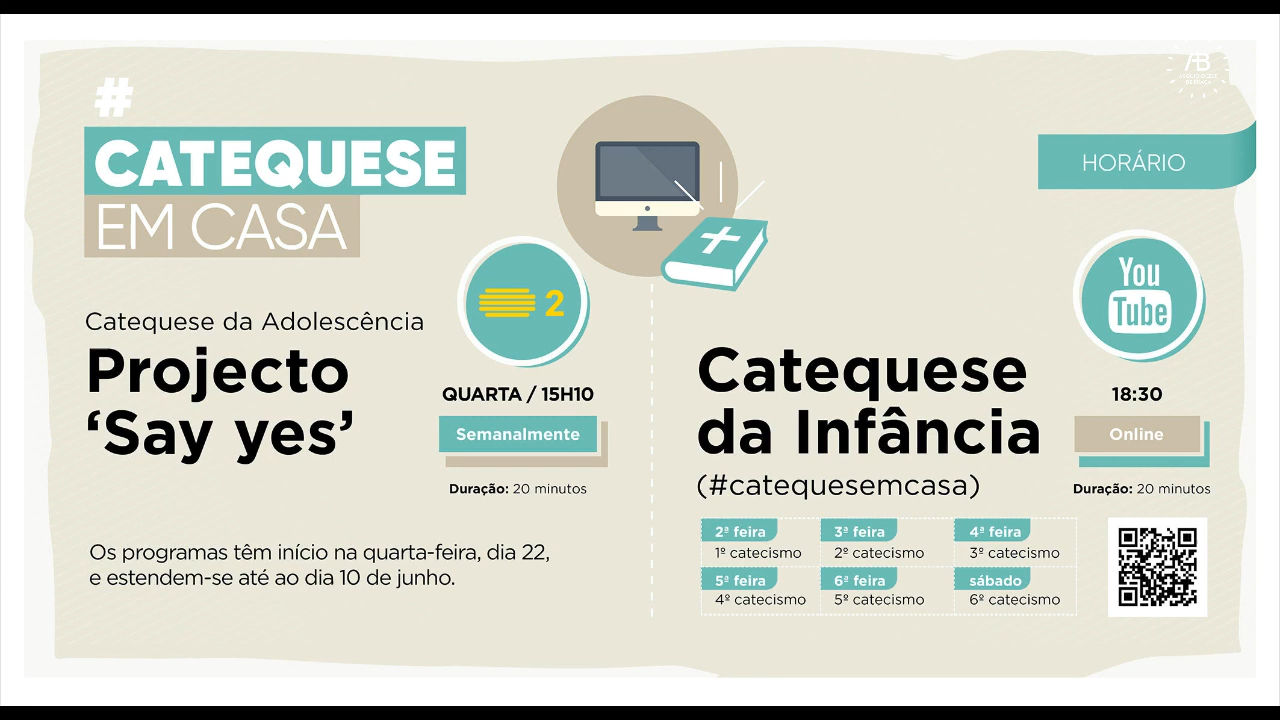 #
CATEQUESE
EM CASA
HORÁRIO
Catequese da Adolescência
Projecto
‘Say yes’
2
QUARTA / 15H10
Semanalmente
Duração: 20 minutos
Os programas têm início na quarta-feira, dia 22,
e estendem-se até ao dia 10 de junho.
You
Tube
Catequese
da Infância
(#catequesemcasa)
18:30
Online
Duração: 20 minutos
2ª feira
1º catecismo
3ª feira
2º catecismo
4ª feira
3º catecismo
5ª feira
4º catecismo
6ª feira
5º catecismo
sábado
6º catecismo